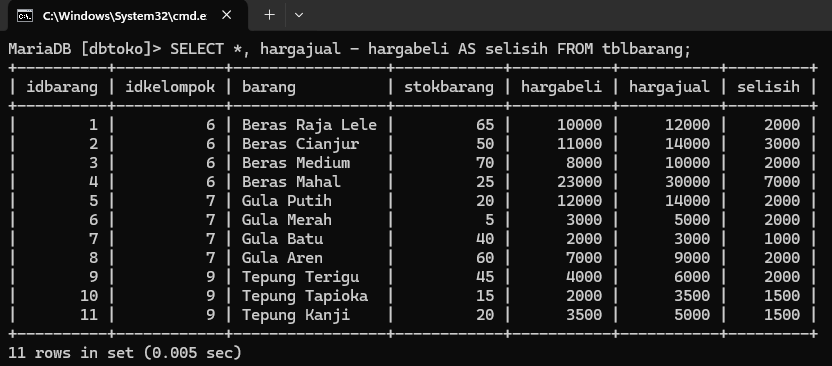 C:\Windows\System32\cmd.e
MariaDB [dbtoko]> SELECT *, hargajual - hargabeli AS selisih FROM tblbarang;
+----------+------------+-----------------+------------+-----------+-----------+---------+
| idbarang | idkelompok | barang          | stokbarang | hargabeli | hargajual | selisih |
+----------+------------+-----------------+------------+-----------+-----------+---------+
|        1 |          6 | Beras Raja Lele |         65 |     10000 |     12000 |    2000 |
|        2 |          6 | Beras Cianjur   |         50 |     11000 |     14000 |    3000 |
|        3 |          6 | Beras Medium    |         70 |      8000 |     10000 |    2000 |
|        4 |          6 | Beras Mahal     |         25 |     23000 |     30000 |    7000 |
|        5 |          7 | Gula Putih      |         20 |     12000 |     14000 |    2000 |
|        6 |          7 | Gula Merah      |          5 |      3000 |      5000 |    2000 |
|        7 |          7 | Gula Batu       |         40 |      2000 |      3000 |    1000 |
|        8 |          7 | Gula Aren       |         60 |      7000 |      9000 |    2000 |
|        9 |          9 | Tepung Terigu   |         45 |      4000 |      6000 |    2000 |
|       10 |          9 | Tepung Tapioka  |         15 |      2000 |      3500 |    1500 |
|       11 |          9 | Tepung Kanji    |         20 |      3500 |      5000 |    1500 |
+----------+------------+-----------------+------------+-----------+-----------+---------+
11 rows in set (0.005 sec)